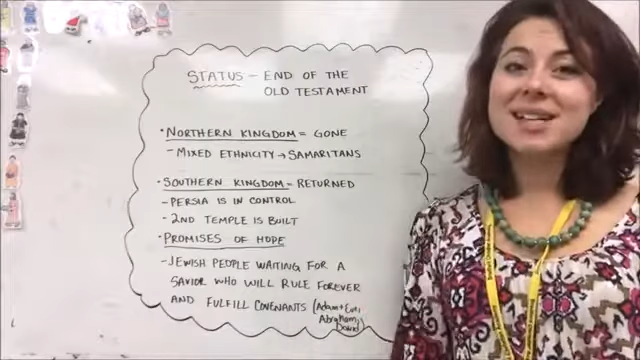 STATUS - END OF THE
OLD TESTAMENT
• NORTHERN KINGDOM = GONE
- MIXED ETHNICITY → SAMARITANS
• SOUTHERN KINGDOM = RETURNED
- PERSIA IS IN CONTROL
- 2ND TEMPLE IS BUILT
• PROMISES OF HOPE
- JEWISH PEOPLE WAITING FOR A
SAVIOR WHO WILL RULE FOREVER
AND FULFILL COVENANTS (Adam + Eve,
Abraham,
David)